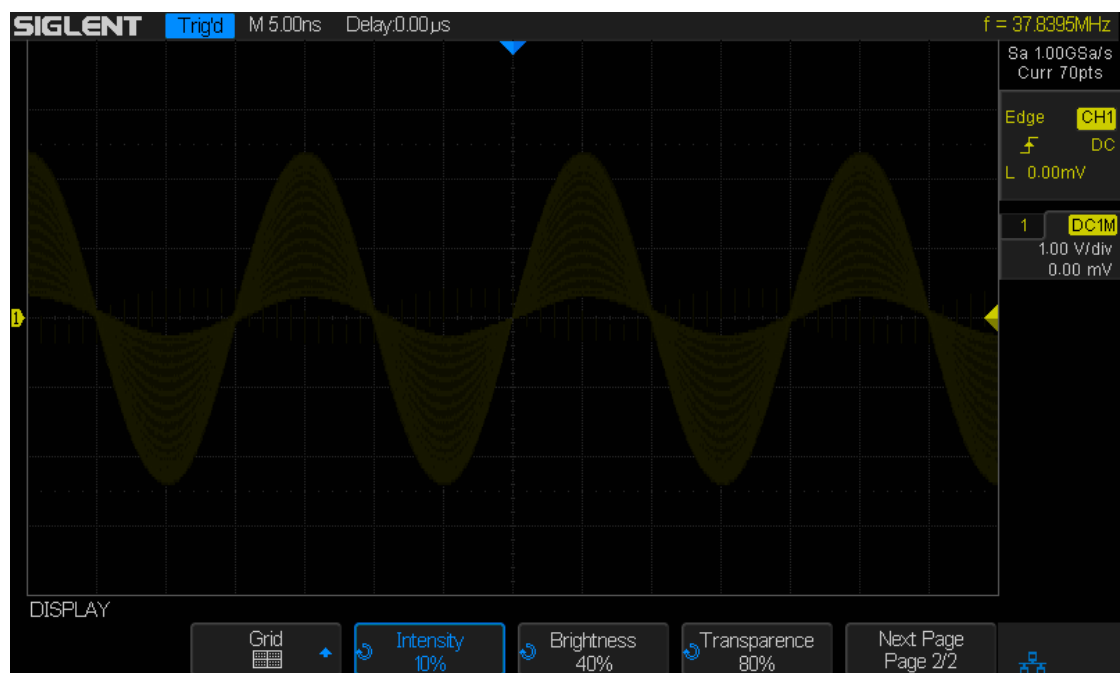 SIGLENT Trig'd M 5.00ns Delay:0.00µs f = 37.8395MHz
Sa 1.00GSa/s
Curr 70pts
Edge CH1
DC
L 0.00mV
1 DC1M
1.00 V/div
0.00 mV
1
DISPLAY
Grid
Intensity
10%
Brightness
40%
Transparence
80%
Next Page
Page 2/2